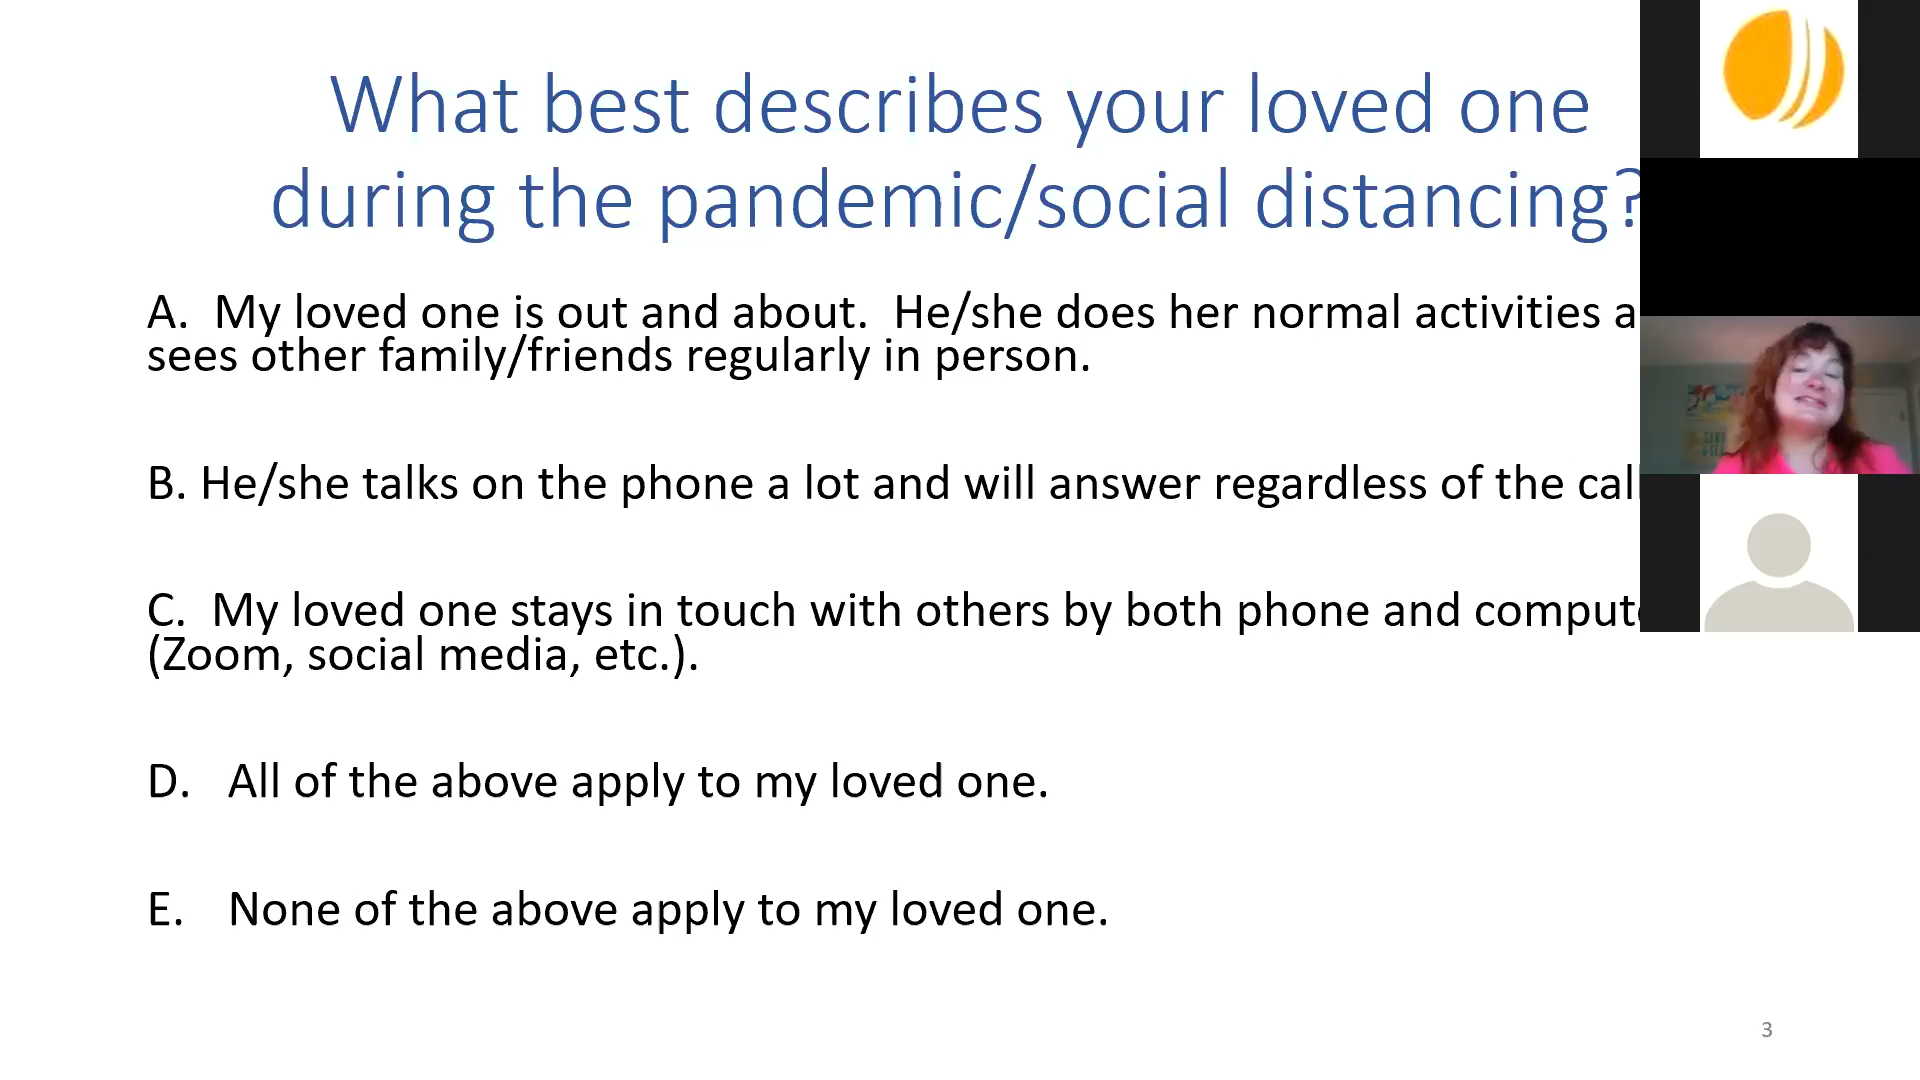 What best describes your loved one
during the pandemic/social distancing?
A. My loved one is out and about. He/she does her normal activities
sees other family/friends regularly in person.
B. He/she talks on the phone a lot and will answer regardless of the
C. My loved one stays in touch with others by both phone and
(Zoom, social media, etc.).
D. All of the above apply to my loved one.
E. None of the above apply to my loved one.
3